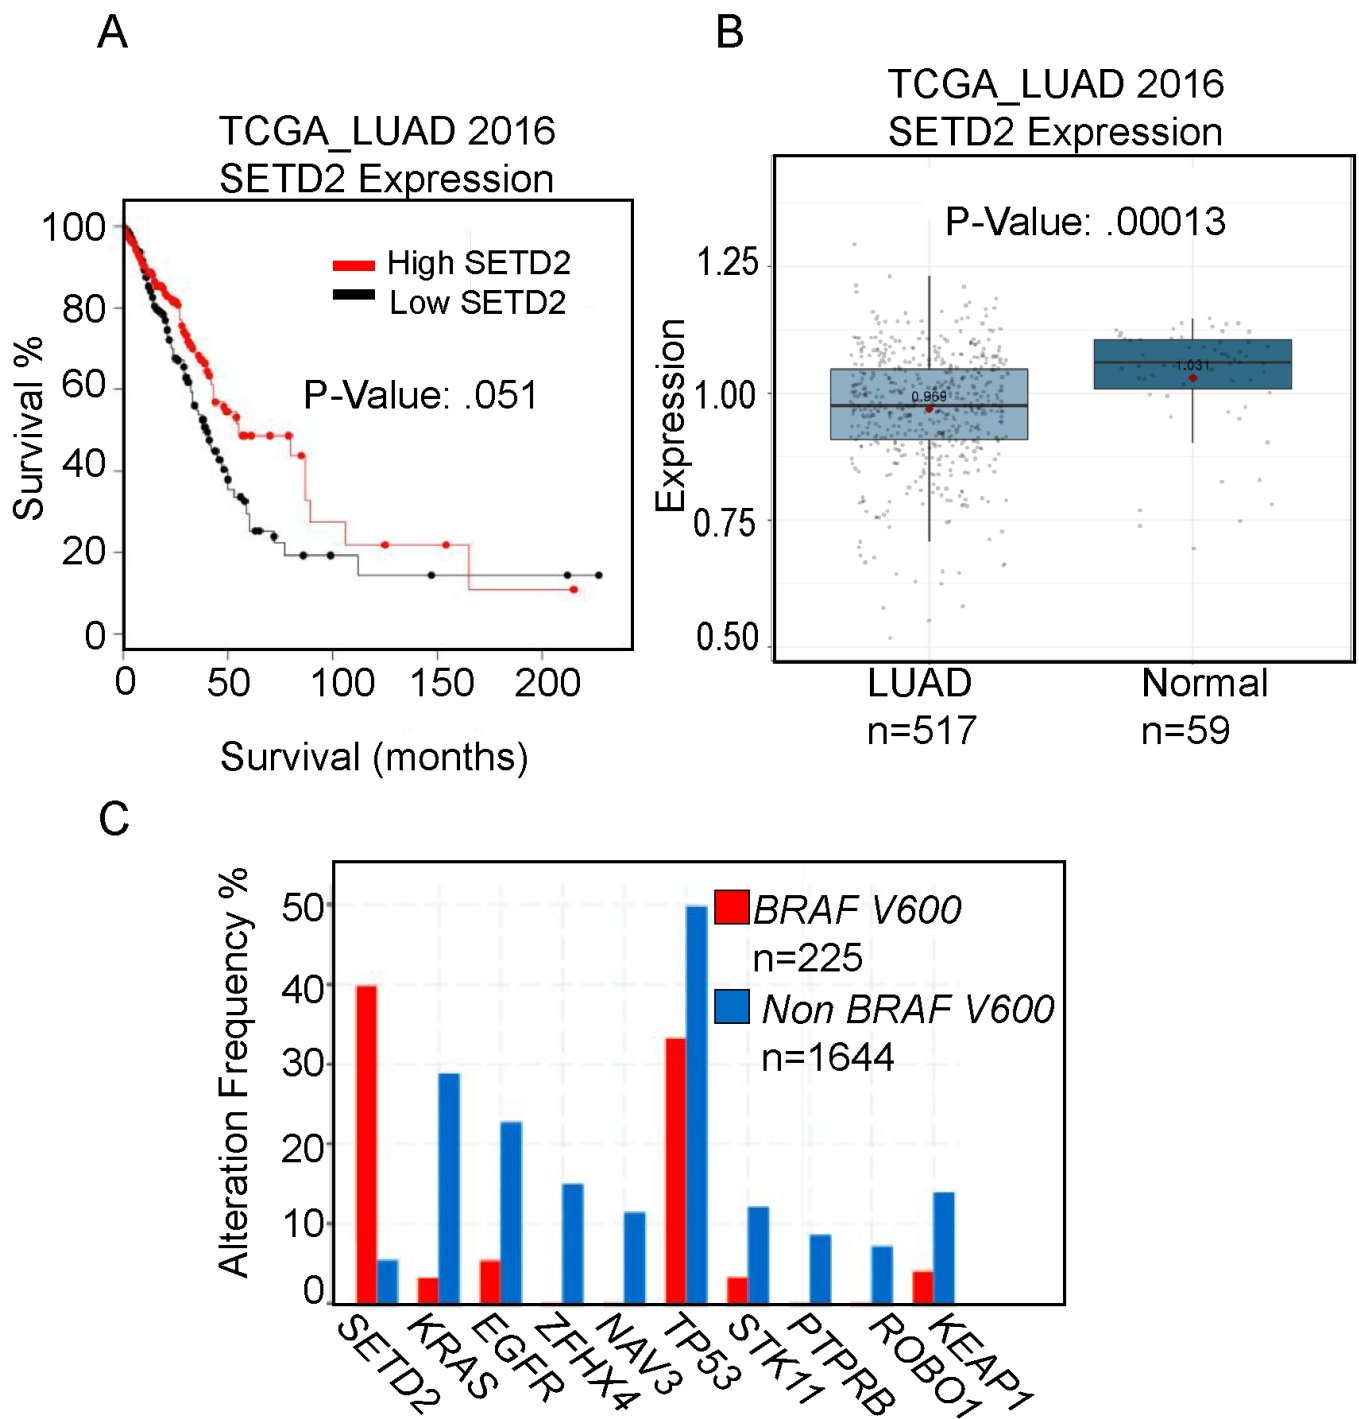 A
TCGA_LUAD 2016
SETD2 Expression
100
80
60
40
20
0
Survival %
High SETD2
Low SETD2
P-Value: .051
0 50 100 150 200
Survival (months)
B
TCGA_LUAD 2016
SETD2 Expression
P-Value: .00013
1.25
1.00
0.75
0.50
Expression
0.969
1.031
LUAD
n=517
Normal
n=59
C
Alteration Frequency %
50
40
30
20
10
0
BRAF V600
n=225
Non BRAF V600
n=1644
SETD2
KRAS
EGFR
ZFHX4
NAV3
TP53
STK11
PTPRB
ROBO1
KEAP1